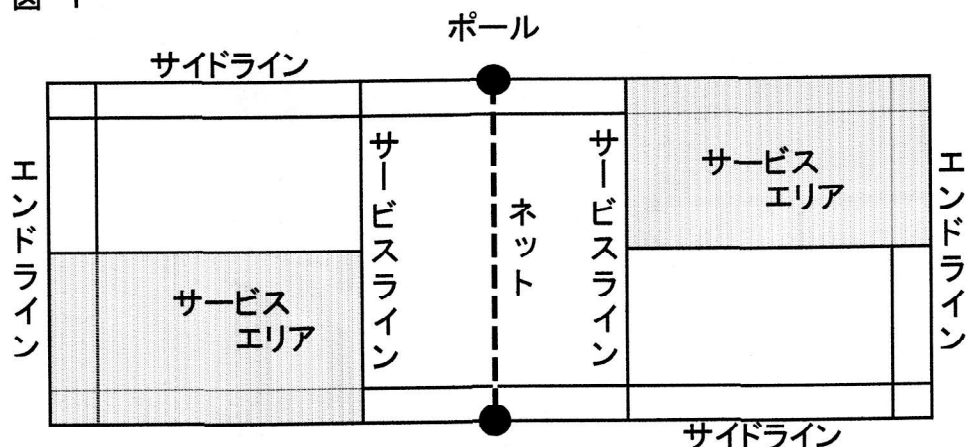 図 1
ポール
サイドライン
エンドライン
サービスライン
ネット
サービスライン
サービス
エリア
エンドライン
サービス
エリア
サイドライン